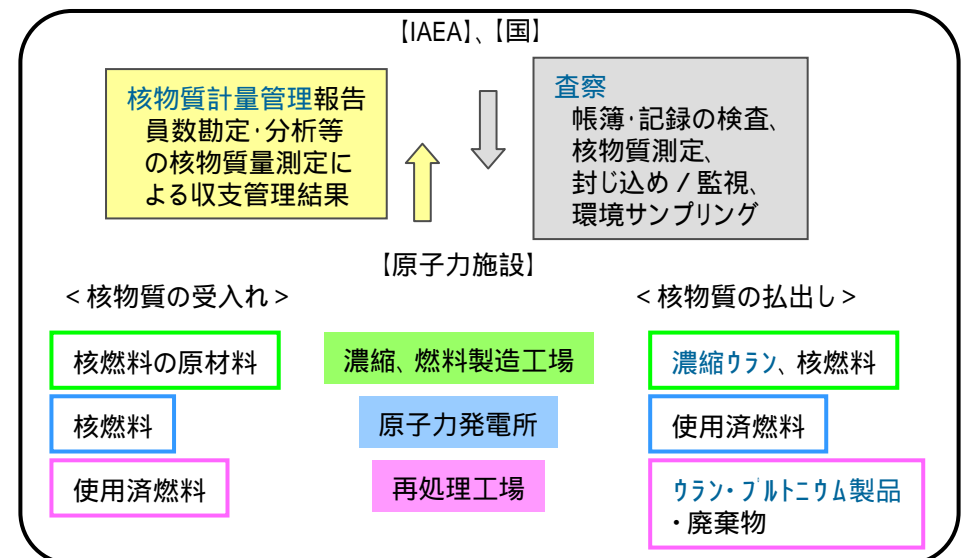 【IAEA】、【国】
核物質計量管理報告
員数勘定・分析等
の核物質量測定に
よる収支管理結果
査察
帳簿・記録の検査、
核物質測定、
封じ込め / 監視、
環境サンプリング
【原子力施設】
<核物質の受入れ>
<核物質の払出し>
核燃料の原材料
濃縮、燃料製造工場
濃縮ウラン、核燃料
核燃料
原子力発電所
使用済燃料
使用済燃料
再処理工場
ウラン・プルトニウム製品
・廃棄物